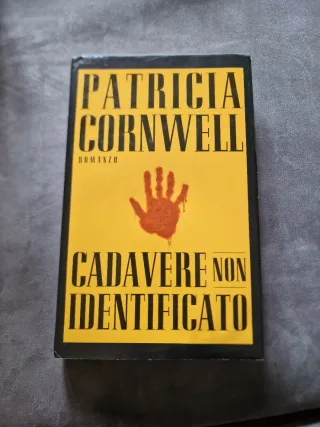 PATRICIA
CORNWELL
ROMANZO
CADAVERE NON
IDENTIFICATO